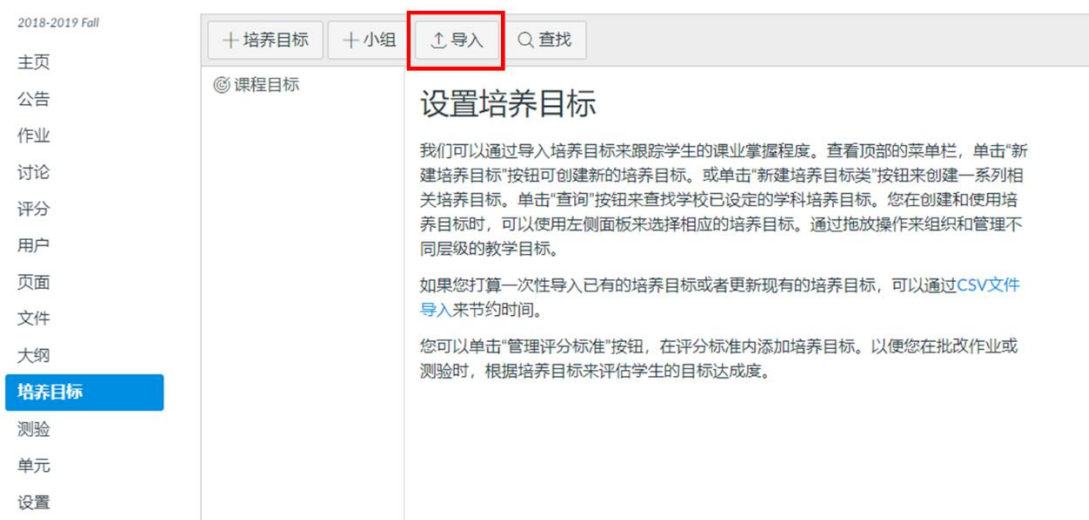 2018-2019 Fall
主页
公告
作业
讨论
评分
用户
页面
文件
大纲
培养目标
测验
单元
设置
培养目标 小组 导入 查找
课程目标
设置培养目标
我们可以通过导入培养目标来跟踪学生的课业掌握程度。查看顶部的菜单栏，单击“新
建培养目标”按钮可创建新的培养目标。或单击“新建培养目标类”按钮来创建一系列相
关培养目标。单击“查询”按钮来查找学校已设定的学科培养目标。您在创建和使用培
养目标时，可以使用左侧面板来选择相应的培养目标。通过拖放操作来组织和管理不
同层级的教学目标。
如果您打算一次性导入已有的培养目标或者更新现有的培养目标，可以通过CSV文件
导入来节约时间。
您可以单击“管理评分标准”按钮，在评分标准内添加培养目标。以便您在批改作业或
测验时，根据培养目标来评估学生的目标达成度。